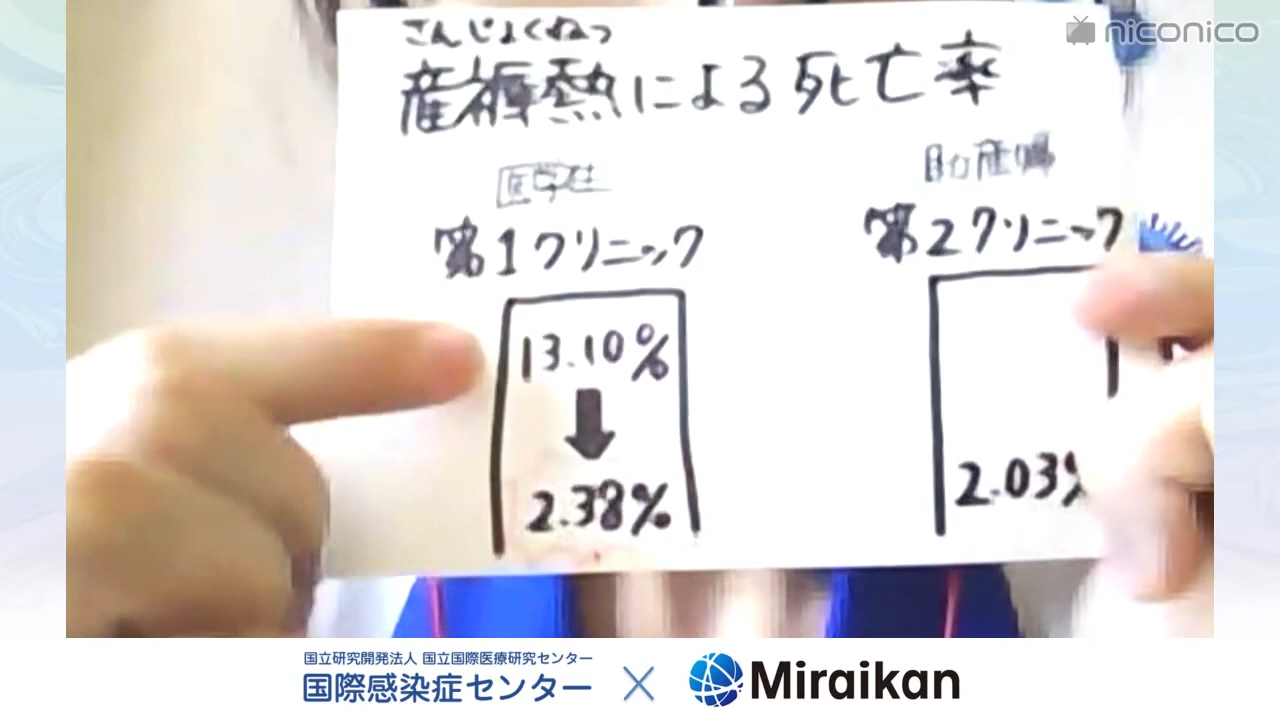 niconico
さんじょくねつ
産褥熱による死亡率
医学生
助産婦
第1クリニック
第2クリニック
13.10%
2.38%
2.03%
国立研究開発法人 国立国際医療研究センター
国際感染症センター × Miraikan